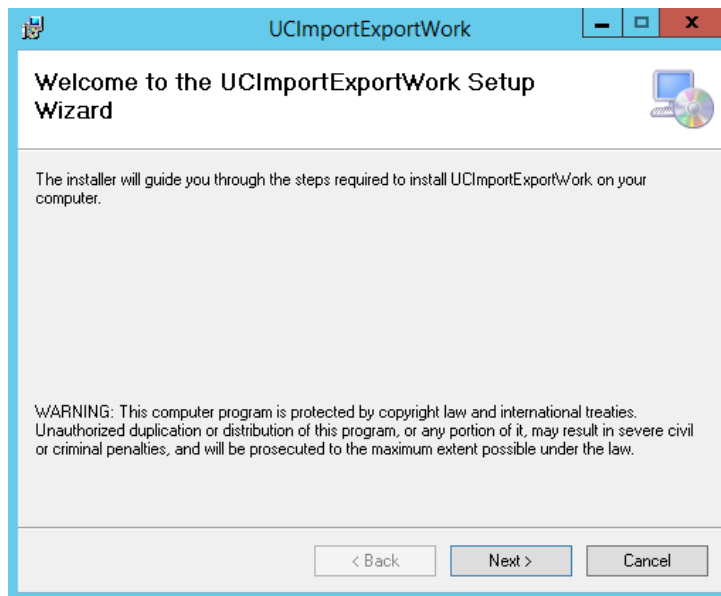 UCImportExportWork
Welcome to the UCImportExportWork Setup
Wizard
The installer will guide you through the steps required to install UCImportExportWork on your
computer.
WARNING: This computer program is protected by copyright law and international treaties.
Unauthorized duplication or distribution of this program, or any portion of it, may result in severe civil
or criminal penalties, and will be prosecuted to the maximum extent possible under the law.
< Back Next > Cancel